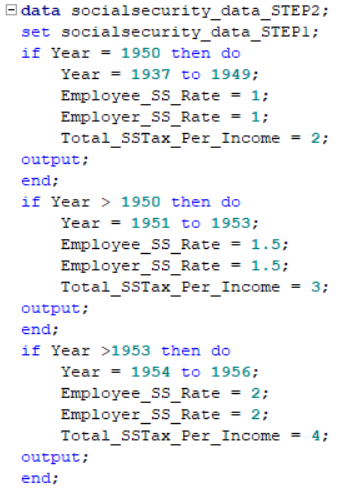 data socialsecurity_data_STEP2;
set socialsecurity_data_STEP1;
if Year = 1950 then do
Year = 1937 to 1949;
Employee_SS_Rate = 1;
Employer_SS_Rate = 1;
Total_SSTax_Per_Income = 2;
output;
end;
if Year > 1950 then do
Year = 1951 to 1953;
Employee_SS_Rate = 1.5;
Employer_SS_Rate = 1.5;
Total_SSTax_Per_Income = 3;
output;
end;
if Year >1953 then do
Year = 1954 to 1956;
Employee_SS_Rate = 2;
Employer_SS_Rate = 2;
Total_SSTax_Per_Income = 4;
output;
end;